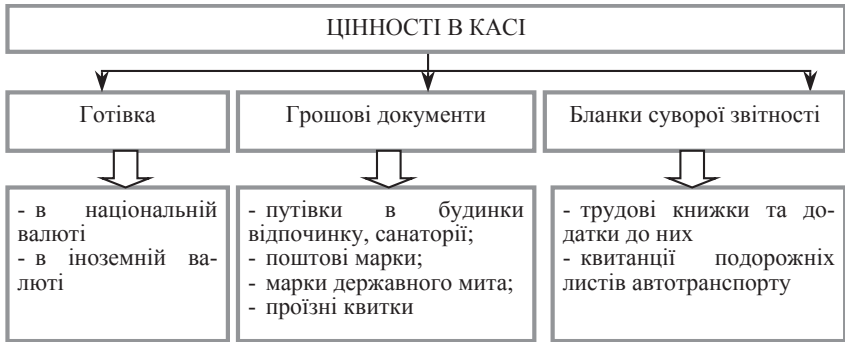 ЦІННОСТІ В КАСІ
Готівка
Грошові документи
Бланки суворої звітності
- в національній
валюті
- в іноземній ва-
люті
- путівки в будинки
відпочинку, санаторії;
- поштові марки;
- марки державного мита;
- проїзні квитки
- трудові книжки та до-
датки до них
- квитанції подорожніх
листів автотранспорту